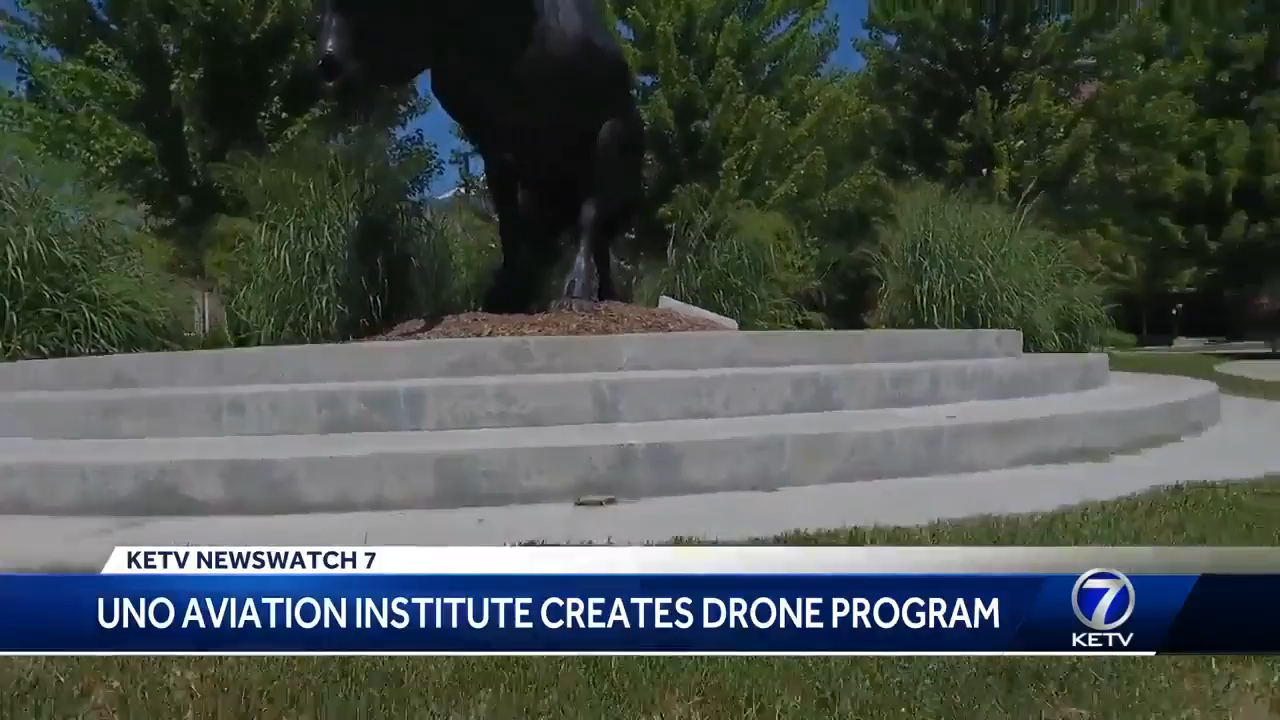 KETV NEWSWATCH 7
UNO AVIATION INSTITUTE CREATES DRONE PROGRAM
7
KETV